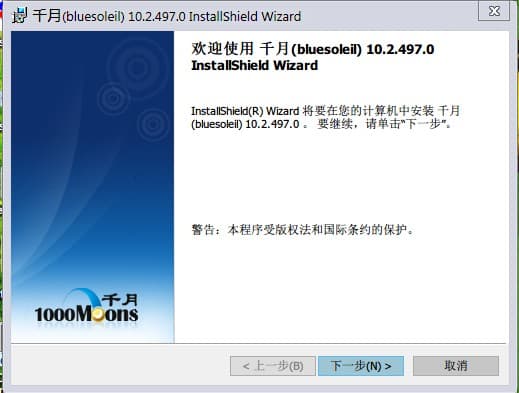 千月(bluesoleil) 10.2.497.0 InstallShield Wizard
欢迎使用 千月(bluesoleil) 10.2.497.0
InstallShield Wizard
InstallShield(R) Wizard 将要在您的计算机中安装 千月
(bluesoleil) 10.2.497.0 。 要继续，请单击“下一步”。
警告：本程序受版权法和国际条约的保护。
千月
1000Moons
< 上一步(B)
下一步(N) >
取消